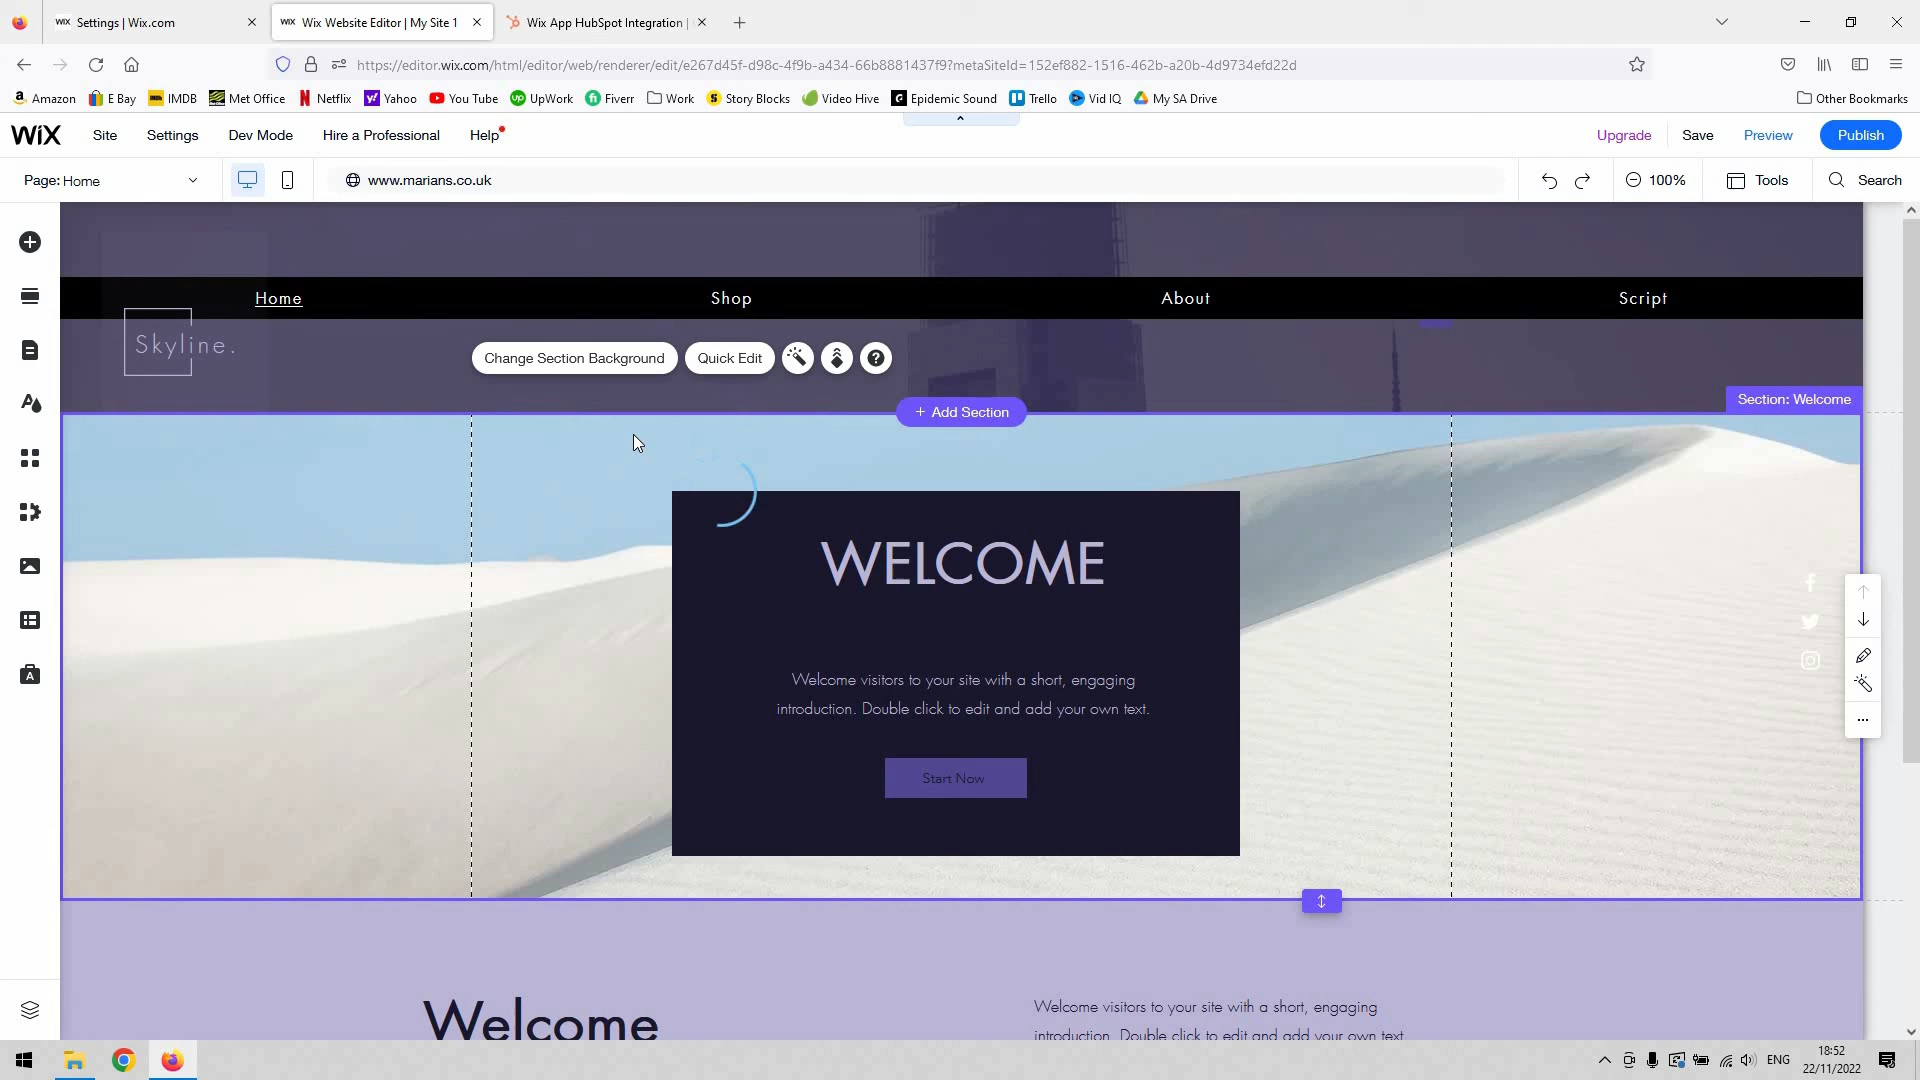 WIX Settings | Wix.com
WIX Wix Website Editor | My Site 1
Wix App HubSpot Integration |
https://editor.wix.com/html/editor/web/renderer/edit/e267d45f-d98c-4f9b-a434-66b8881437f9?metaSiteId=152ef882-1516-462b-a20b-4d9734efd22d
Amazon E Bay IMDB Met Office Netflix Yahoo You Tube UpWork Fiverr Work Story Blocks Video Hive Epidemic Sound Trello Vid IQ My SA Drive Other Bookmarks
WIX Site Settings Dev Mode Hire a Professional Help Upgrade Save Preview Publish
Page: Home www.marians.co.uk 100% Tools Search
Home Shop About Script
Skyline.
Change Section Background Quick Edit
+ Add Section
Section: Welcome
WELCOME
Welcome visitors to your site with a short, engaging
introduction. Double click to edit and add your own text.
Start Now
Welcome
Welcome visitors to your site with a short, engaging
introduction. Double click to edit and add your own text.
ENG
18:52
22/11/2022